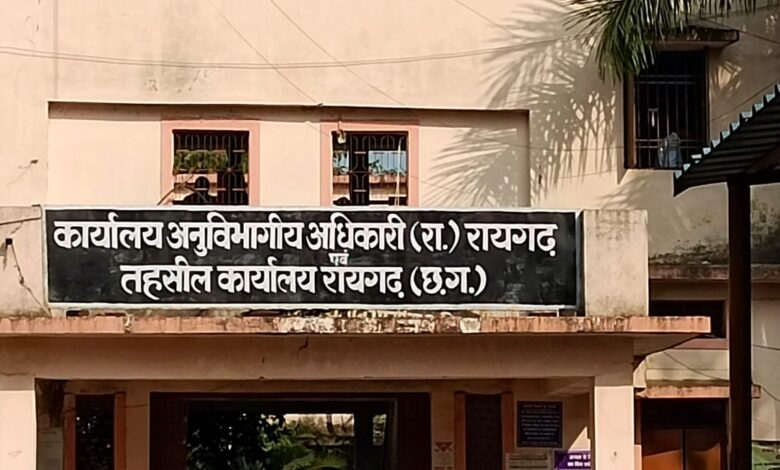 कार्यालय अनुविभागीय अधिकारी (रा.) रायगढ़
एवं
तहसील कार्यालय रायगढ़ (छ.ग.)